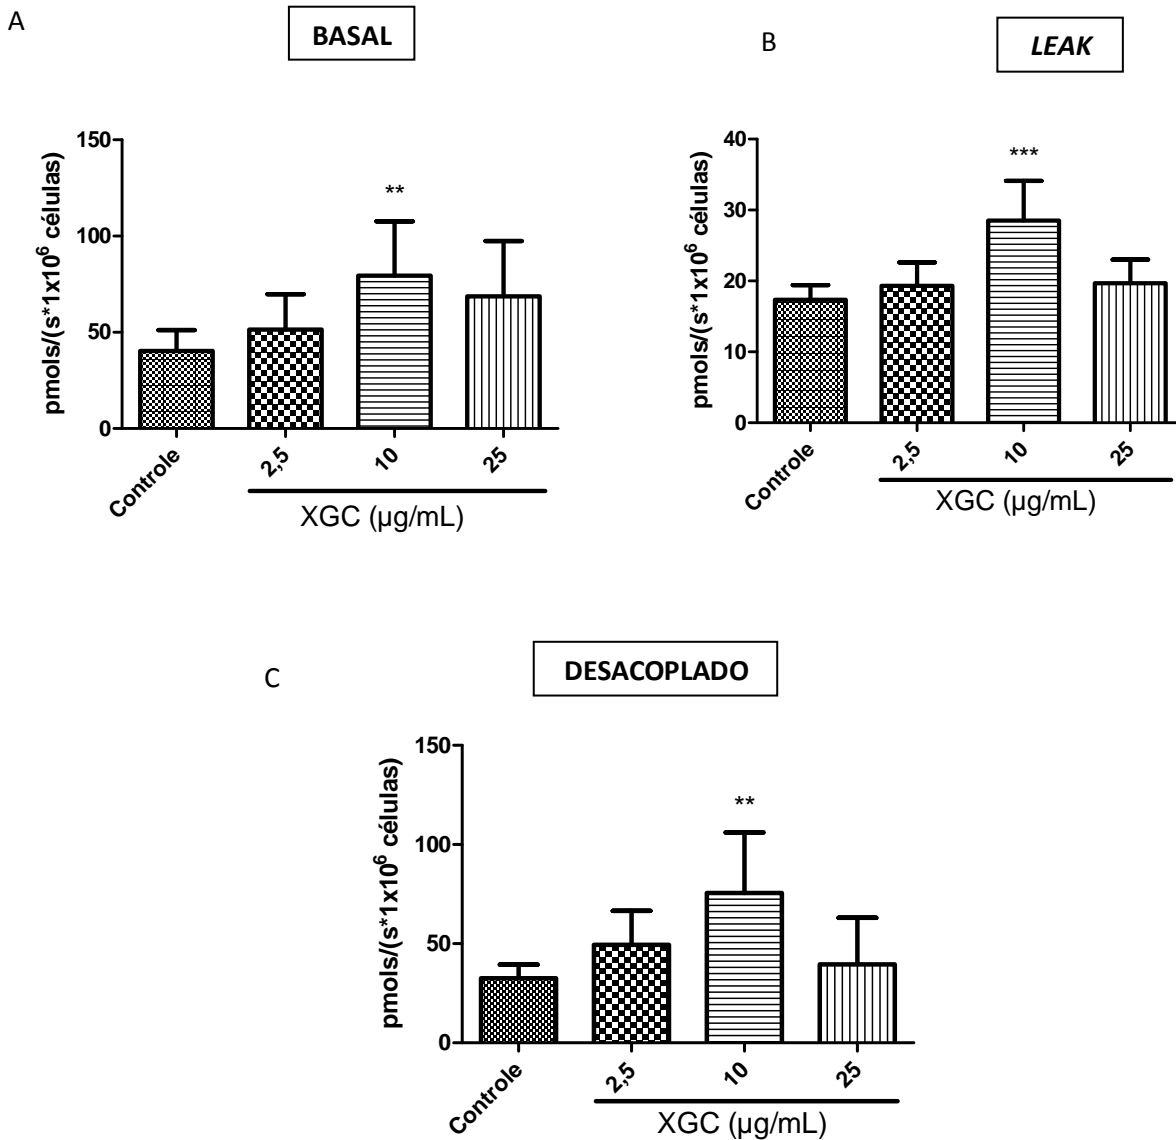 A
BASAL
150
100
50
0
pmols/(s*1x10⁶ células)
**
Controle
2,5
10
25
XGC (µg/mL)
B
LEAK
40
30
20
10
0
pmols/(s*1x10⁶ células)
***
Controle
2,5
10
25
XGC (µg/mL)
C
DESACOPLADO
150
100
50
0
pmols/(s*1x10⁶ células)
**
Controle
2,5
10
25
XGC (µg/mL)